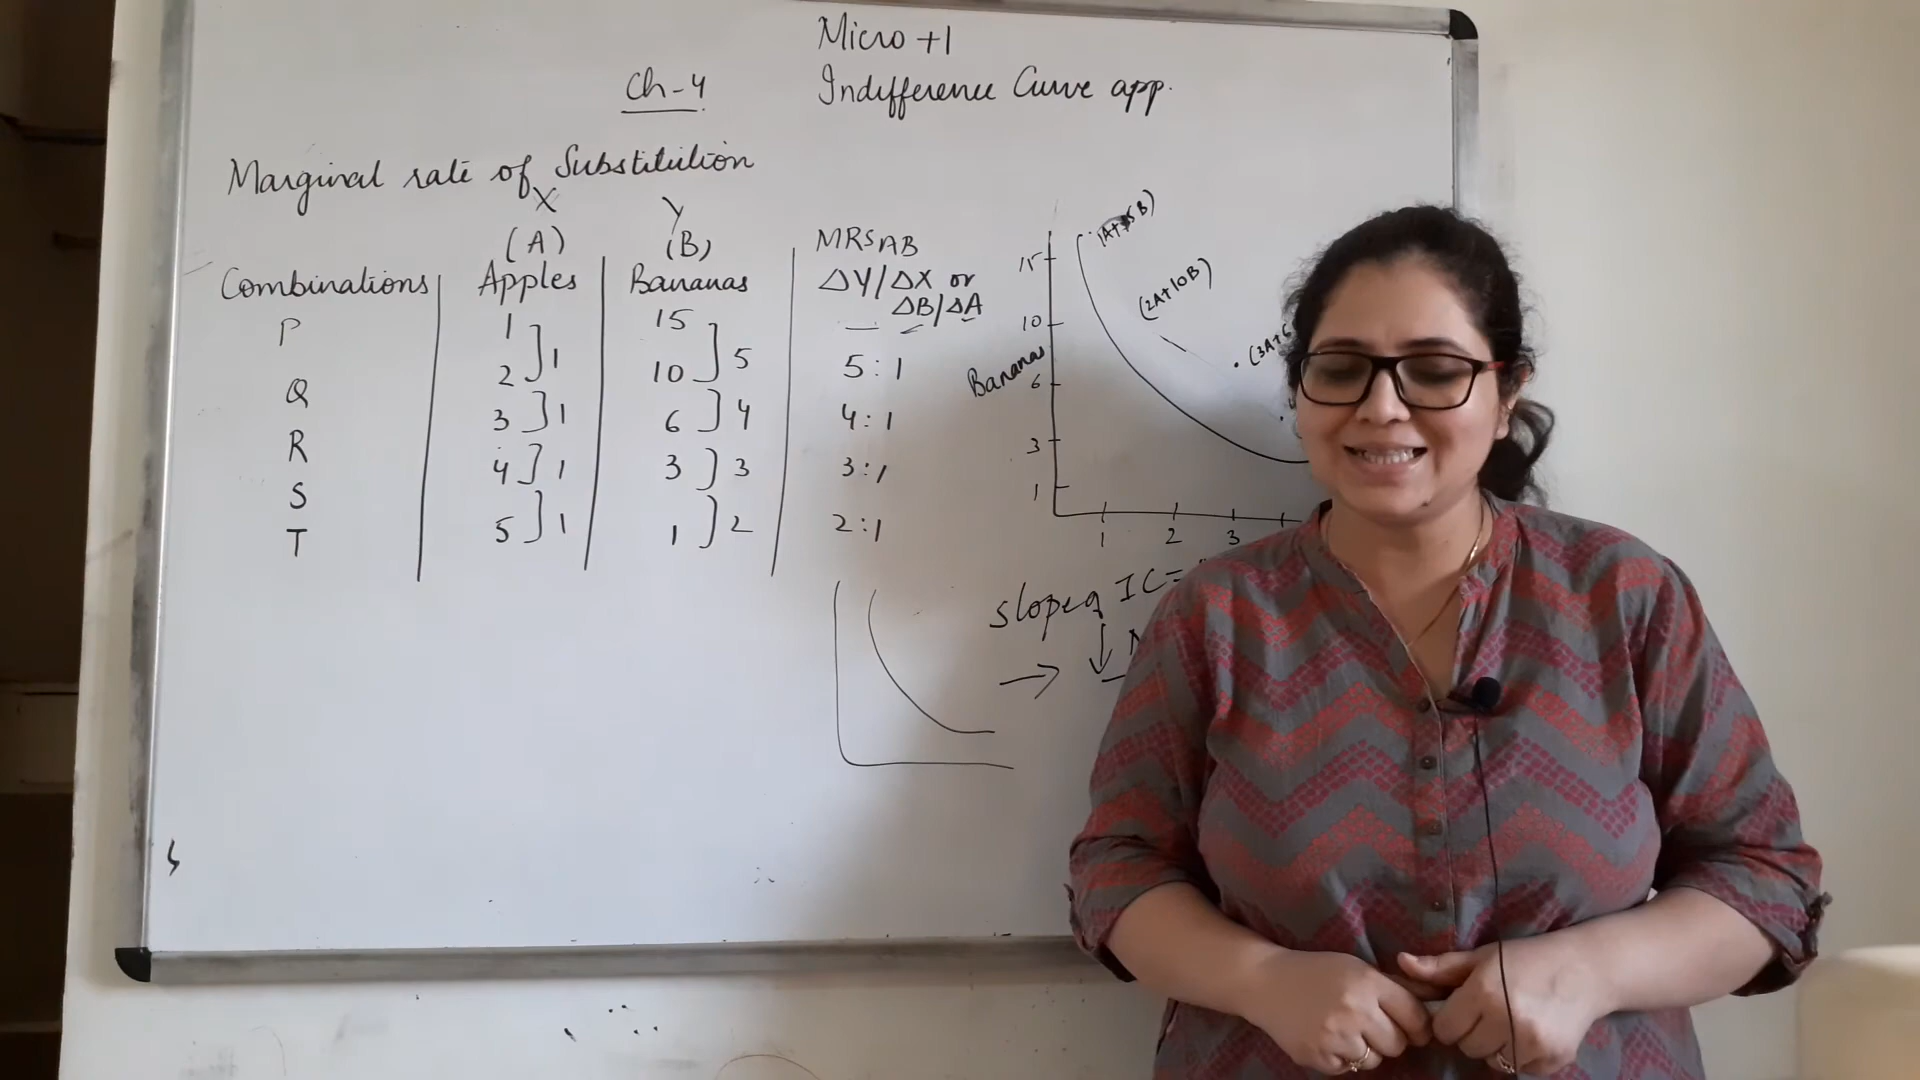 Micro +1
Ch-4 Indifference Curve app.
Marginal rate of Substitution
X Y
(A) (B) MRSAB
Combinations Apples Bananas ΔY/ΔX or
ΔB/ΔA
P 1 15 —
1 5 5:1
Q 2 10
1 4 4:1
R 3 6
1 3 3:1
S 4 3
1 2 2:1
T 5 1
(2A+10B)
15
10
Bananas
6
3
1
1 2 3
slope of IC=